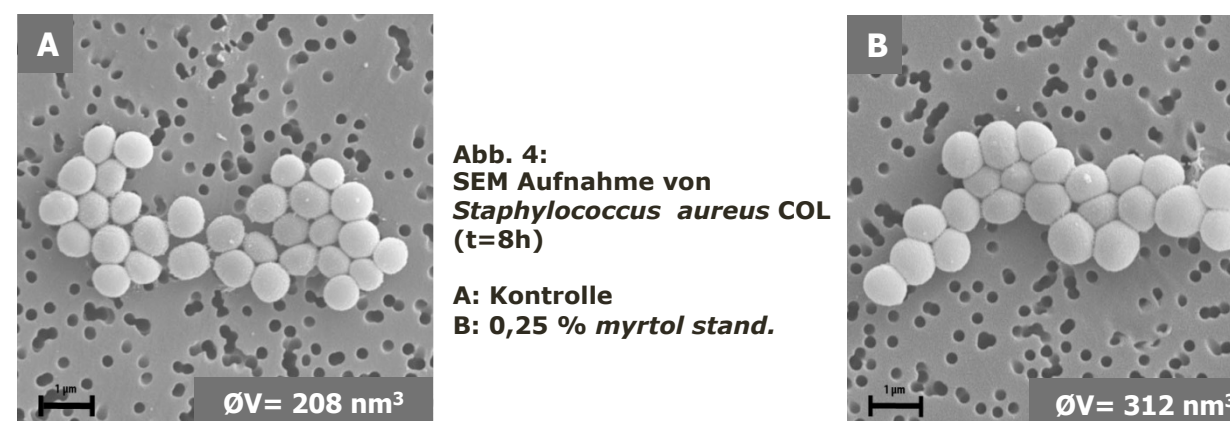 A
1 µm
ØV= 208 nm³
Abb. 4:
SEM Aufnahme von
Staphylococcus aureus COL
(t=8h)
A: Kontrolle
B: 0,25 % myrtol stand.
B
1 µm
ØV= 312 nm³